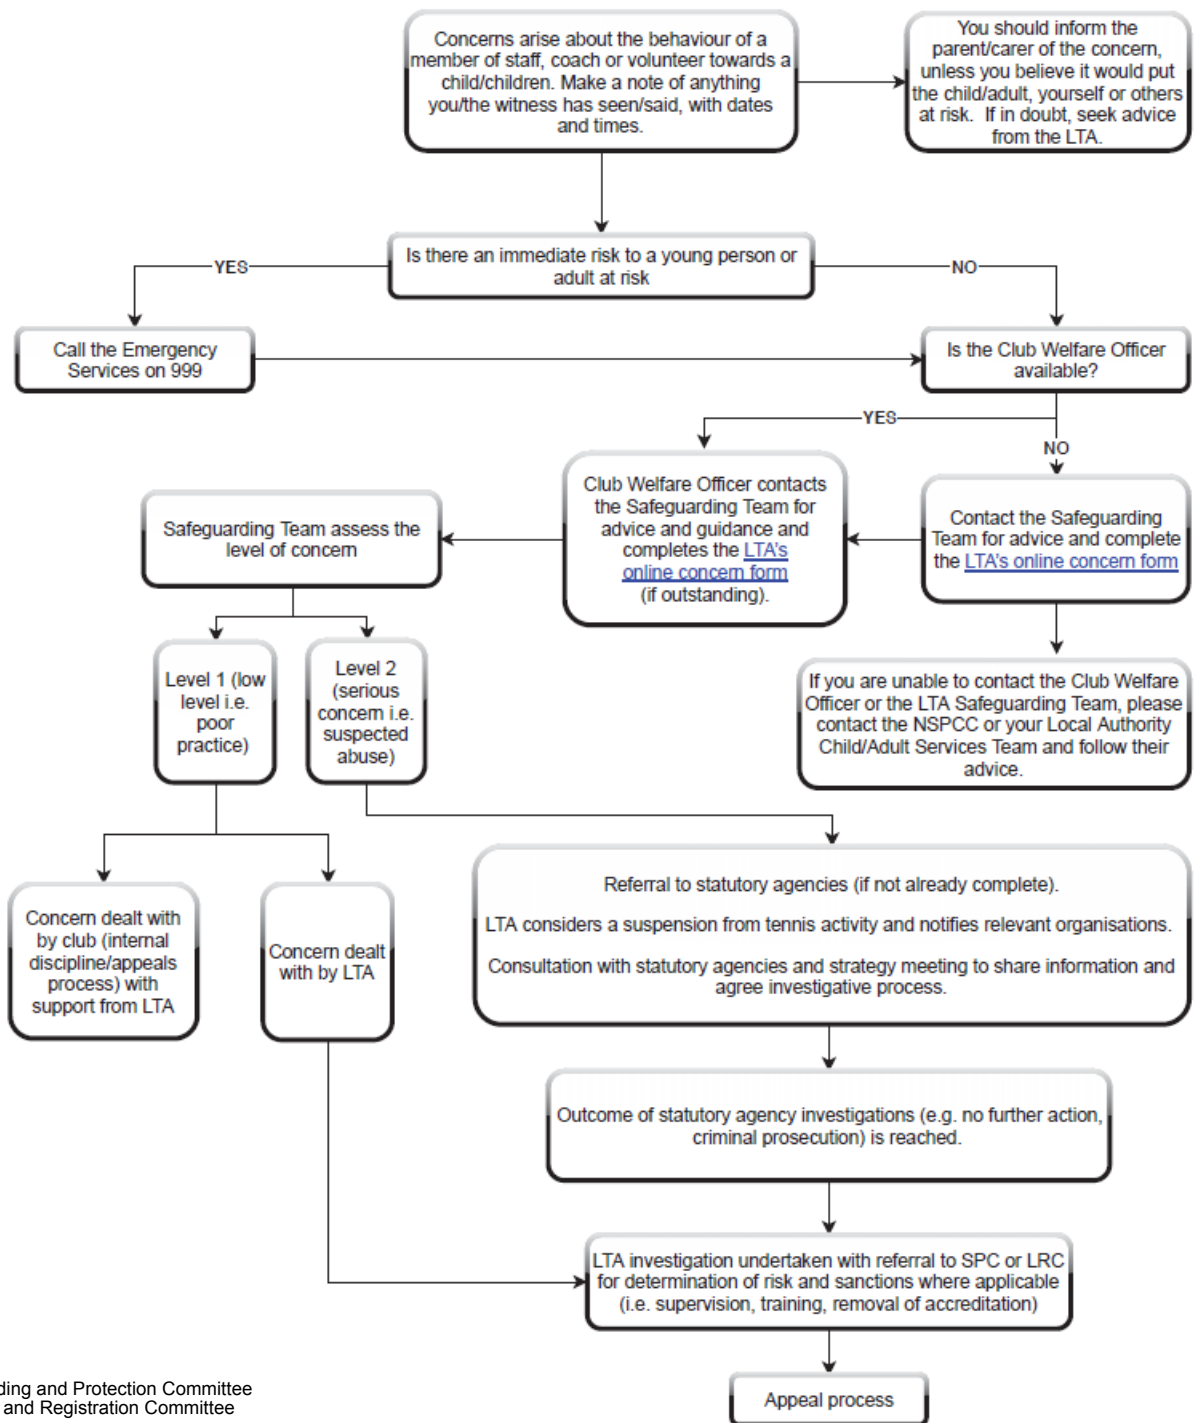 Concerns arise about the behaviour of a
member of staff, coach or volunteer towards a
child/children. Make a note of anything
you/the witness has seen/said, with dates
and times.
You should inform the
parent/carer of the concern,
unless you believe it would put
the child/adult, yourself or others
at risk. If in doubt, seek advice
from the LTA.
Is there an immediate risk to a young person or
adult at risk
YES
NO
Call the Emergency
Services on 999
Is the Club Welfare Officer
available?
YES
NO
Club Welfare Officer contacts
the Safeguarding Team for
advice and guidance and
completes the LTA's
online concern form
(if outstanding).
Contact the Safeguarding
Team for advice and complete
the LTA's online concern form
Safeguarding Team assess the
level of concern
Level 1 (low
level i.e.
poor
practice)
Level 2
(serious
concern i.e.
suspected
abuse)
If you are unable to contact the Club Welfare
Officer or the LTA Safeguarding Team, please
contact the NSPCC or your Local Authority
Child/Adult Services Team and follow their
advice.
Concern dealt with
by club (internal
discipline/appeals
process) with
support from LTA
Concern dealt
with by LTA
Referral to statutory agencies (if not already complete).
LTA considers a suspension from tennis activity and notifies relevant organisations.
Consultation with statutory agencies and strategy meeting to share information and
agree investigative process.
Outcome of statutory agency investigations (e.g. no further action,
criminal prosecution) is reached.
LTA investigation undertaken with referral to SPC or LRC
for determination of risk and sanctions where applicable
(i.e. supervision, training, removal of accreditation)
Appeal process
ding and Protection Committee
and Registration Committee